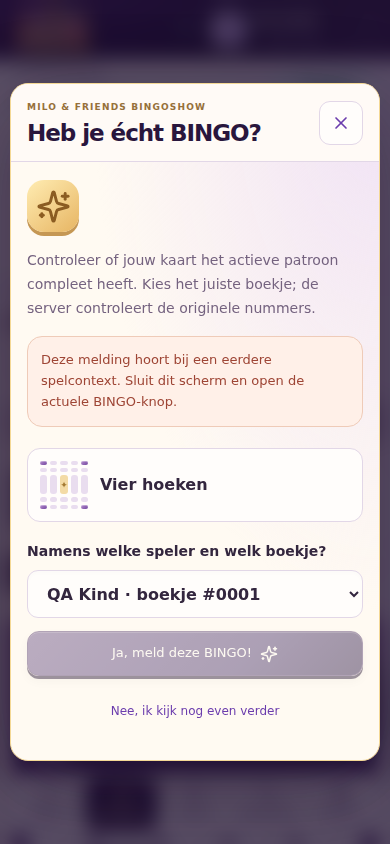 MILO & FRIENDS BINGOSHOW
Heb je écht BINGO?
Controleer of jouw kaart het actieve patroon
compleet heeft. Kies het juiste boekje; de
server controleert de originele nummers.
Deze melding hoort bij een eerdere
spelcontext. Sluit dit scherm en open de
actuele BINGO-knop.
Vier hoeken
Namens welke speler en welk boekje?
QA Kind · boekje #0001
Ja, meld deze BINGO!
Nee, ik kijk nog even verder